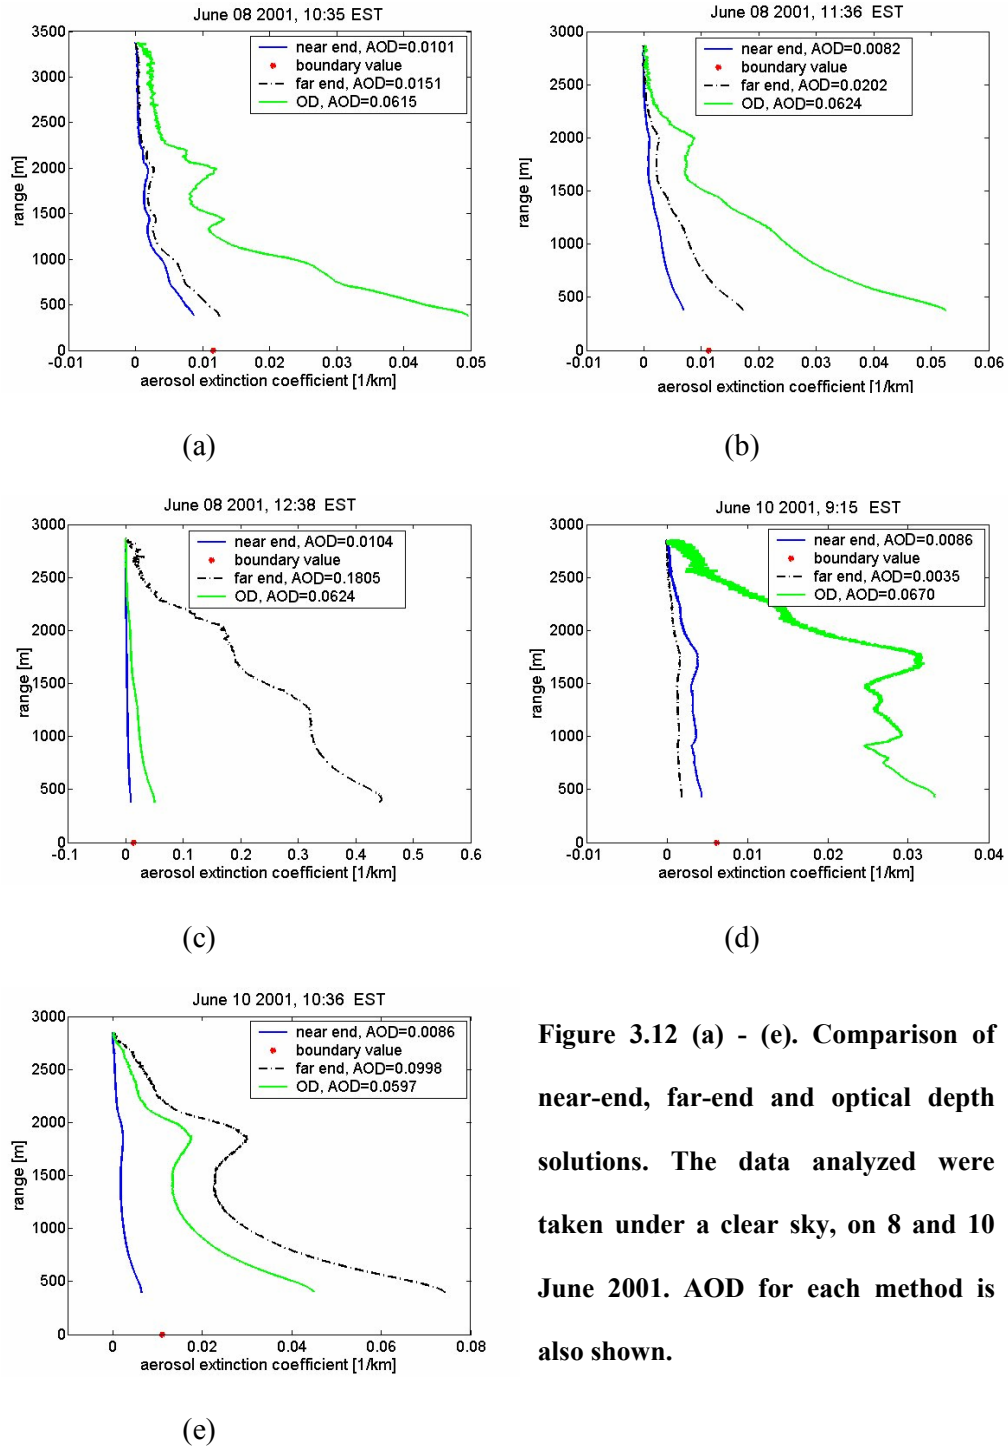 June 08 2001, 10:35 EST
3500
3000
2500
2000
1500
1000
500
0
range [m]
near end, AOD=0.0101
boundary value
far end, AOD=0.0151
OD, AOD=0.0615
-0.01 0 0.01 0.02 0.03 0.04 0.05
aerosol extinction coefficient [1/km]
(a)
June 08 2001, 11:36 EST
3000
2500
2000
1500
1000
500
0
range [m]
near end, AOD=0.0082
boundary value
far end, AOD=0.0202
OD, AOD=0.0624
-0.01 0 0.01 0.02 0.03 0.04 0.05 0.06
aerosol extinction coefficient [1/km]
(b)
June 08 2001, 12:38 EST
3000
2500
2000
1500
1000
500
0
range [m]
near end, AOD=0.0104
boundary value
far end, AOD=0.1805
OD, AOD=0.0624
-0.1 0 0.1 0.2 0.3 0.4 0.5 0.6
aerosol extinction coefficient [1/km]
(c)
June 10 2001, 9:15 EST
3000
2500
2000
1500
1000
500
0
range [m]
near end, AOD=0.0086
boundary value
far end, AOD=0.0035
OD, AOD=0.0670
-0.01 0 0.01 0.02 0.03 0.04
aerosol extinction coefficient [1/km]
(d)
June 10 2001, 10:36 EST
3000
2500
2000
1500
1000
500
0
range [m]
near end, AOD=0.0086
boundary value
far end, AOD=0.0998
OD, AOD=0.0597
0 0.02 0.04 0.06 0.08
aerosol extinction coefficient [1/km]
(e)
Figure 3.12 (a) - (e). Comparison of
near-end, far-end and optical depth
solutions. The data analyzed were
taken under a clear sky, on 8 and 10
June 2001. AOD for each method is
also shown.